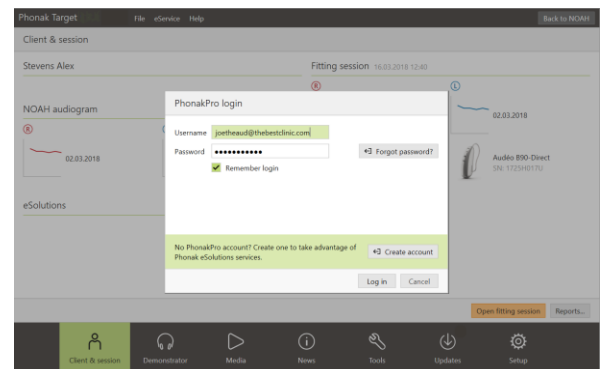 Phonak Target
File eService Help
Back to NOAH
Client & session
Stevens Alex
Fitting session 16.03.2018 12:40
R
L
NOAH audiogram
02.03.2018
R
02.03.2018
Audéo B90-Direct
SN: 1725H017U
eSolutions
PhonakPro login
Username joetheaud@thebestclinic.com
Password ●●●●●●●●●●●
Forgot password?
Remember login
No PhonakPro account? Create one to take advantage of
Phonak eSolutions services.
Create account
Log in Cancel
Open fitting session Reports...
Client & session Demonstrator Media News Tools Updates Setup